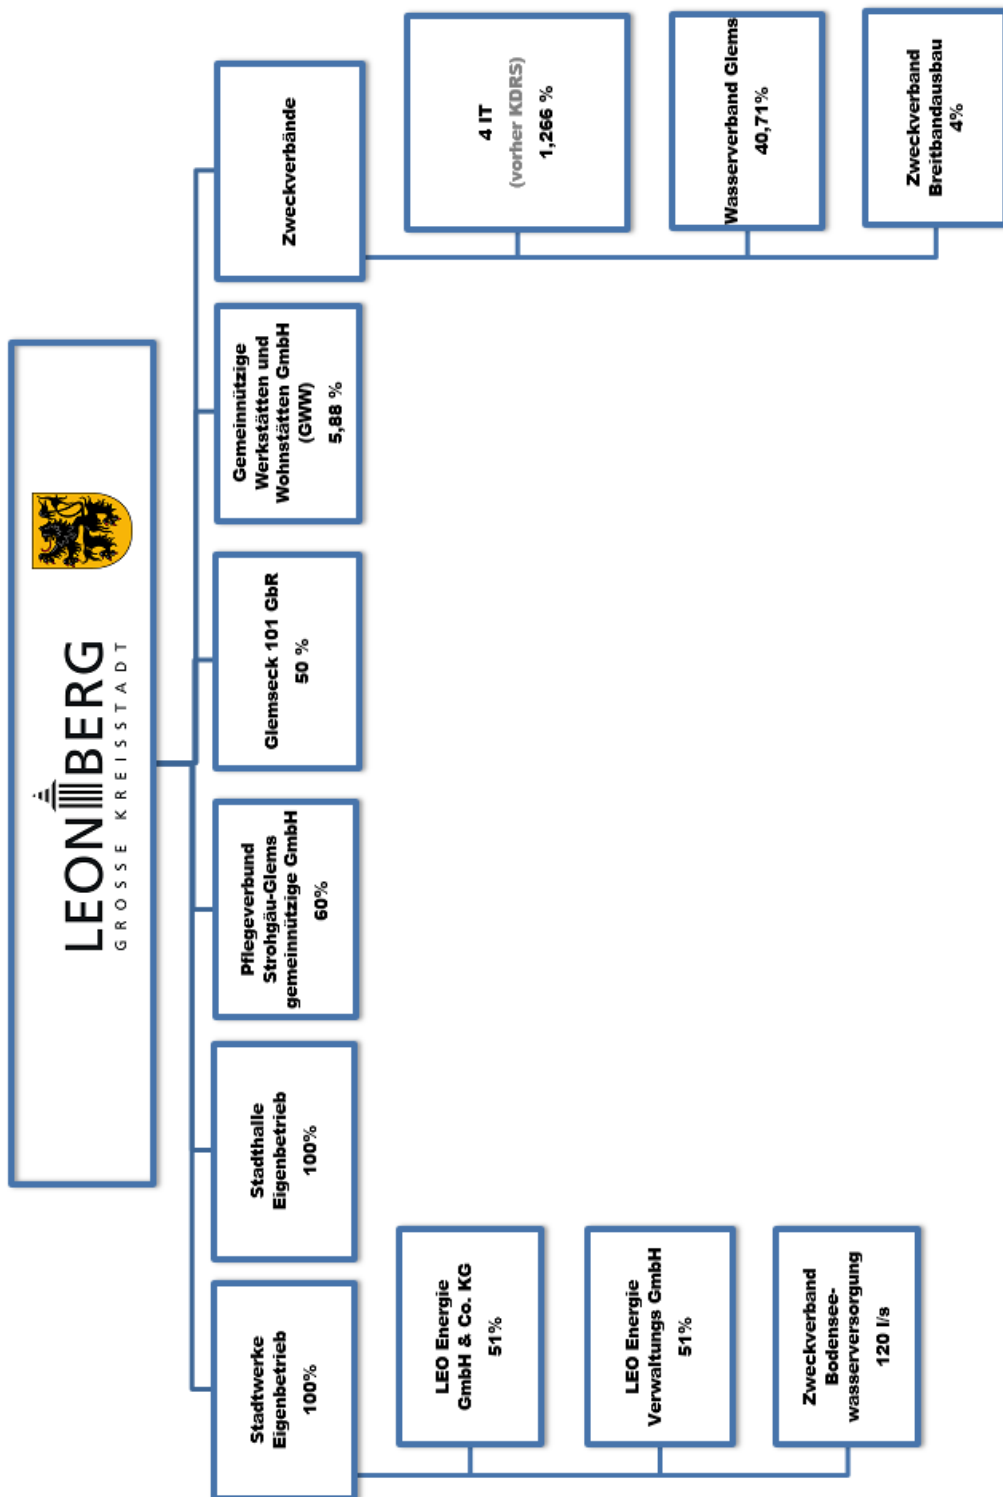 LEONBERG
GROSSE KREISSTADT
Stadtwerke
Eigenbetrieb
100%
LEO Energie
GmbH & Co. KG
51%
LEO Energie
Verwaltungs GmbH
51%
Zweckverband
Bodensee-
wasserversorgung
120 l/s
Stadthalle
Eigenbetrieb
100%
Pflegeverbund
Strohgäu-Glems
gemeinnützige GmbH
60%
Glemseck 101 GbR
50 %
Gemeinnützige
Werkstätten und
Wohnstätten GmbH
(GWW)
5,88 %
Zweckverbände
4 IT
(vorher KDRS)
1,266 %
Wasserverband Glems
40,71%
Zweckverband
Breitbandausbau
4%